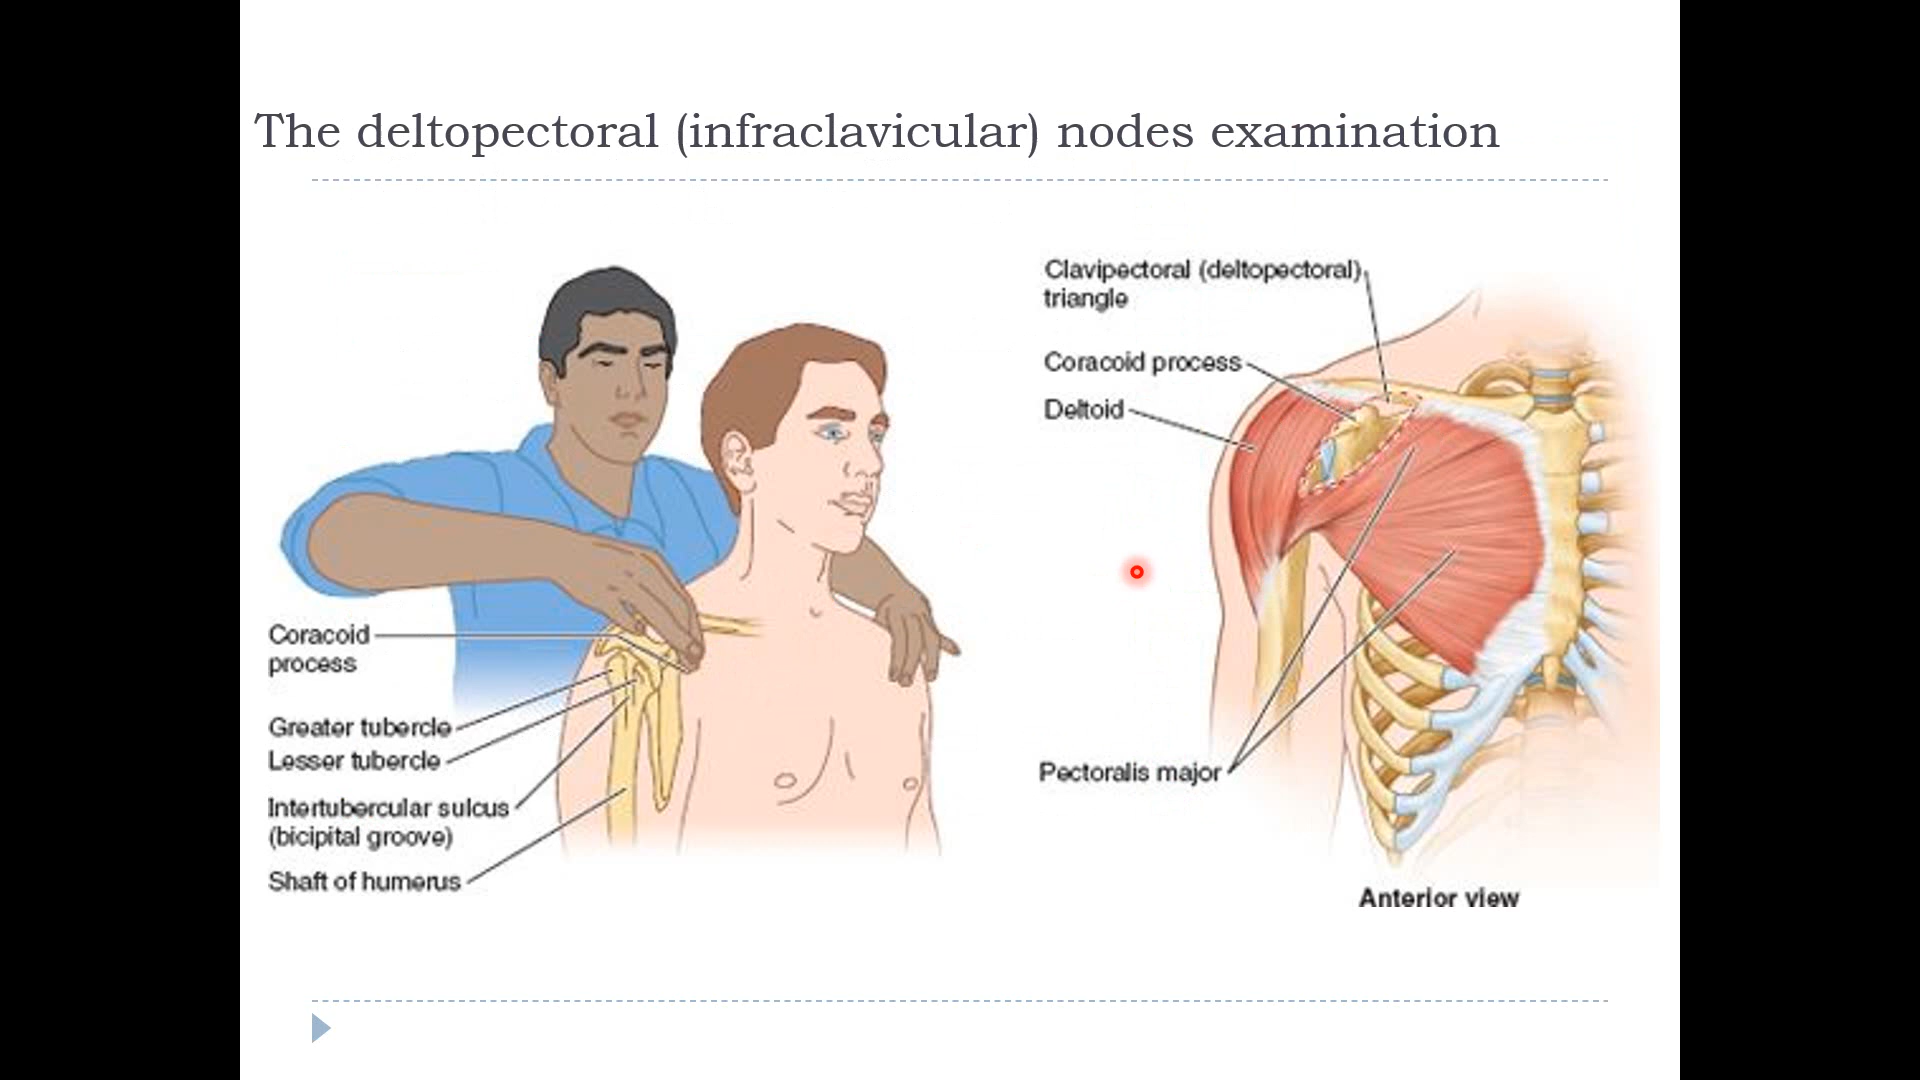 The deltopectoral (infraclavicular) nodes examination
Coracoid
process
Greater tubercle
Lesser tubercle
Intertubercular sulcus
(bicipital groove)
Shaft of humerus
Clavipectoral (deltopectoral)
triangle
Coracoid process
Deltoid
Pectoralis major
Anterior view